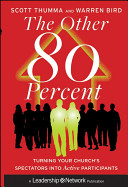 SCOTT THUMMA AND WARREN BIRD
The Other
80
Percent
TURNING YOUR CHURCH'S
SPECTATORS INTO Active PARTICIPANTS
A Leadership Network Publication